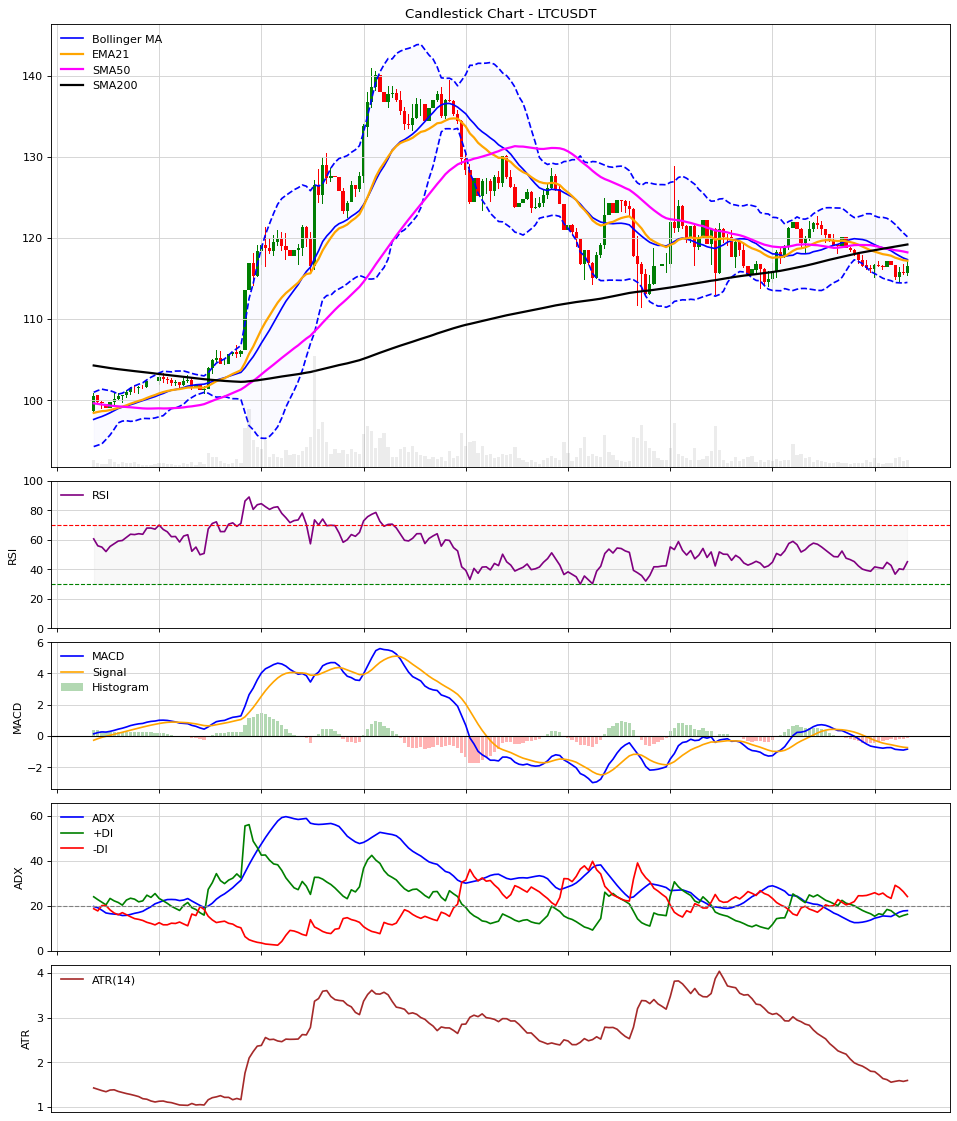 Candlestick Chart - LTCUSDT
Bollinger MA
EMA21
SMA50
SMA200
140
130
120
110
100
RSI
100
80
60
40
20
0
RSI
MACD
Signal
Histogram
6
4
2
0
−2
MACD
ADX
+DI
-DI
60
40
20
0
ADX
ATR(14)
4
3
2
1
ATR